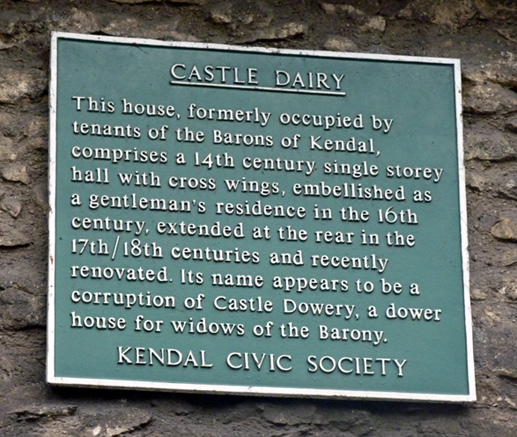 CASTLE DAIRY
This house, formerly occupied by
tenants of the Barons of Kendal,
comprises a 14th century single storey
hall with cross wings, embellished as
a gentleman's residence in the 16th
century, extended at the rear in the
17th/18th centuries and recently
renovated. Its name appears to be a
corruption of Castle Dowery, a dower
house for widows of the Barony.
KENDAL CIVIC SOCIETY